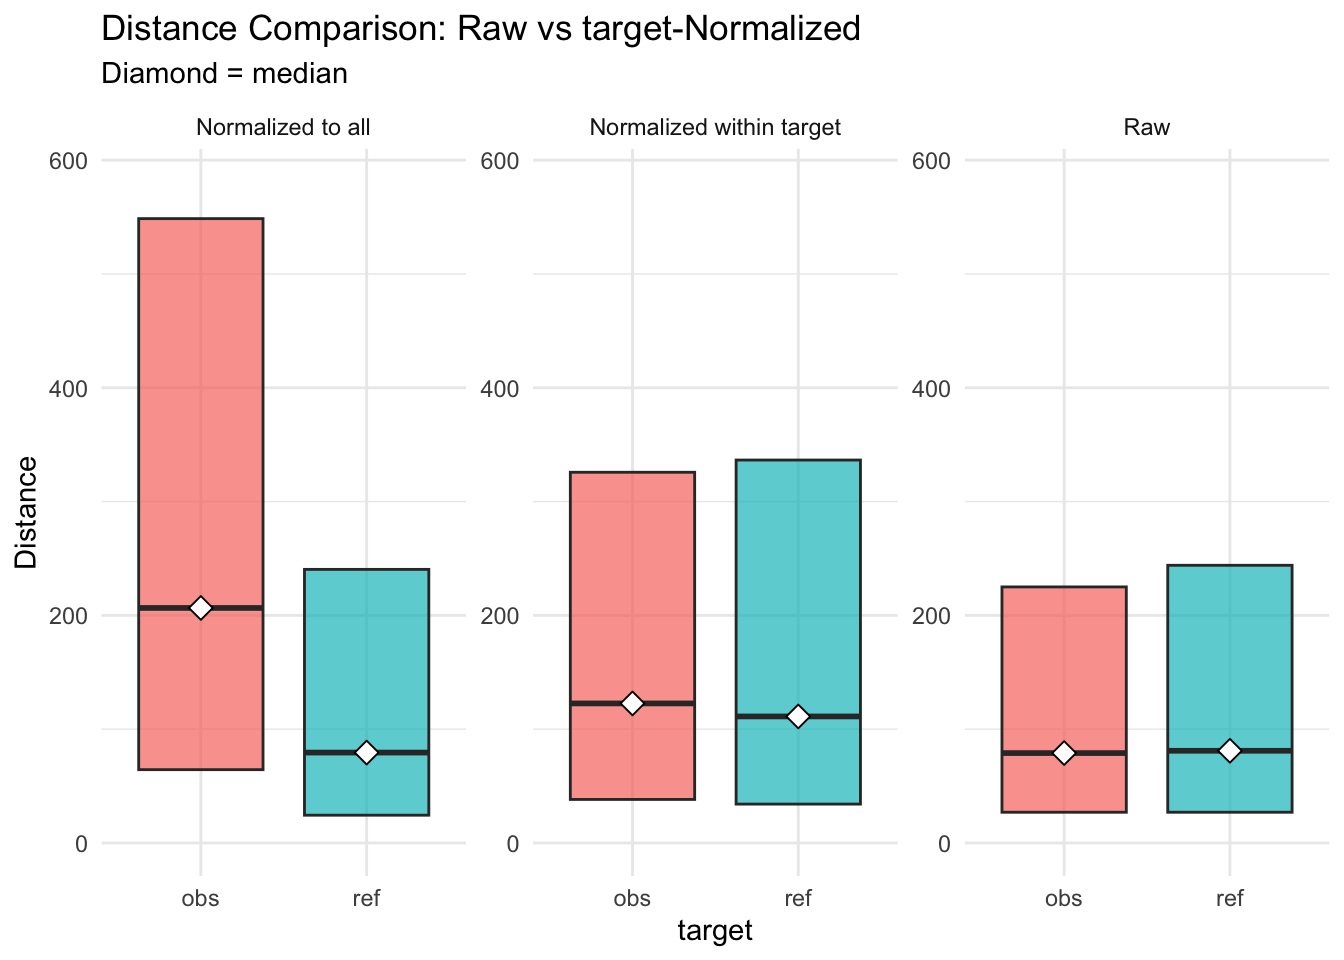 Distance Comparison: Raw vs target-Normalized
Diamond = median
Normalized to all
Normalized within target
Raw
600
400
200
0
600
400
200
0
600
400
200
0
Distance
obs ref
obs ref
obs ref
target